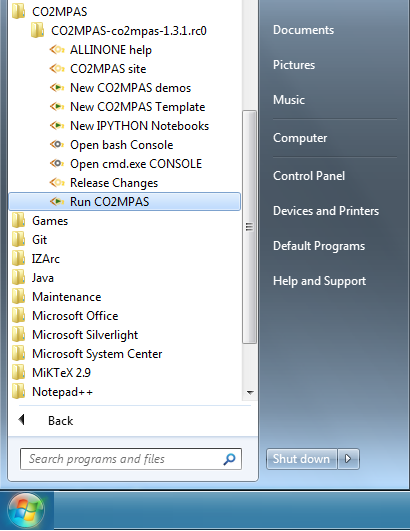 CO2MPAS
CO2MPAS-co2mpas-1.3.1.rc0
ALLINONE help
CO2MPAS site
New CO2MPAS demos
New CO2MPAS Template
New IPYTHON Notebooks
Open bash Console
Open cmd.exe CONSOLE
Release Changes
Run CO2MPAS
Games
Git
IZArc
Java
Maintenance
Microsoft Office
Microsoft Silverlight
Microsoft System Center
MiKTeX 2.9
Notepad++
Back
Search programs and files
Documents
Pictures
Music
Computer
Control Panel
Devices and Printers
Default Programs
Help and Support
Shut down